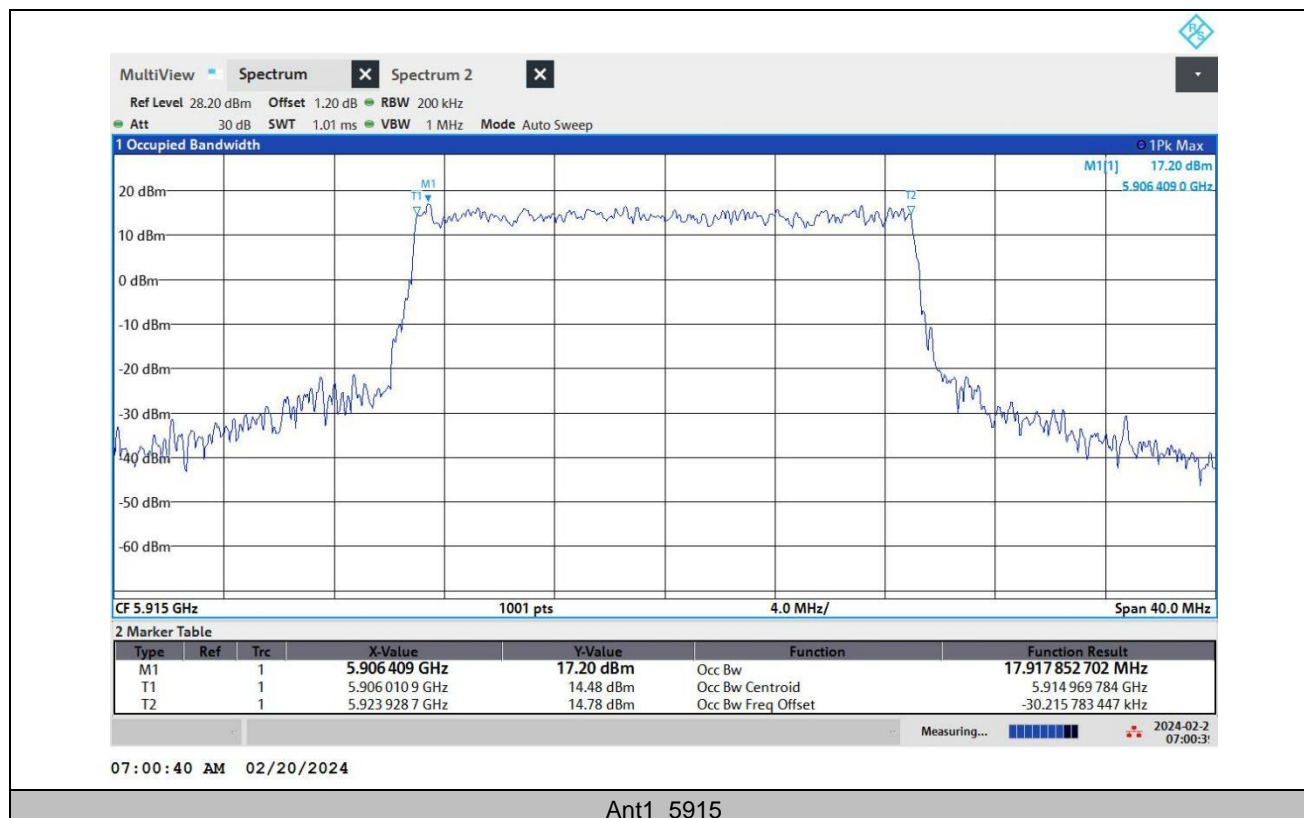 R&S
MultiView Spectrum Spectrum 2
Ref Level 28.20 dBm Offset 1.20 dB RBW 200 kHz
Att 30 dB SWT 1.01 ms VBW 1 MHz Mode Auto Sweep
1 Occupied Bandwidth 1Pk Max
M1[1] 17.20 dBm
5.906 409 0 GHz
M1
T1
T2
20 dBm
10 dBm
0 dBm
-10 dBm
-20 dBm
-30 dBm
-40 dBm
-50 dBm
-60 dBm
CF 5.915 GHz 1001 pts 4.0 MHz/ Span 40.0 MHz
2 Marker Table
Type Ref Trc X-Value Y-Value Function Function Result
M1 1 5.906 409 GHz 17.20 dBm Occ Bw 17.917 852 702 MHz
T1 1 5.906 010 9 GHz 14.48 dBm Occ Bw Centroid 5.914 969 784 GHz
T2 1 5.923 928 7 GHz 14.78 dBm Occ Bw Freq Offset -30.215 783 447 kHz
Measuring... 2024-02-2
07:00:3
07:00:40 AM 02/20/2024
Ant1_5915